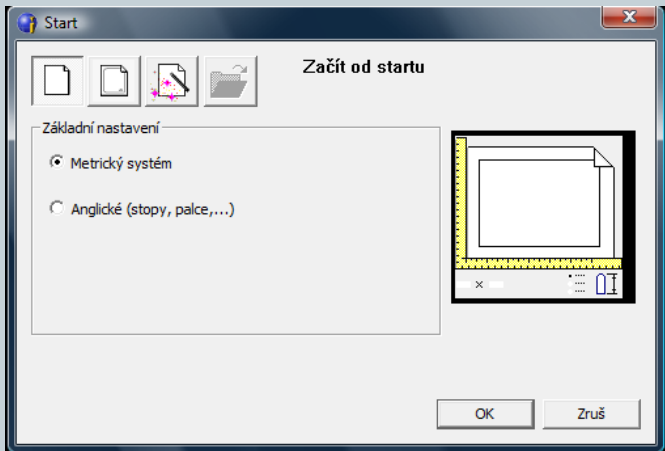 Start
Začít od startu
Základní nastavení
Metrický systém
Anglické (stopy, palce,...)
OK
Zruš